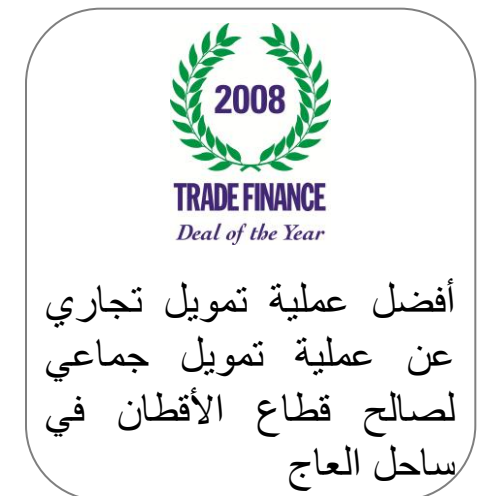 2008
TRADE FINANCE
Deal of the Year
أفضل عملية تمويل تجاري
عن عملية تمويل جماعي
لصالح قطاع الأقطان في
ساحل العاج